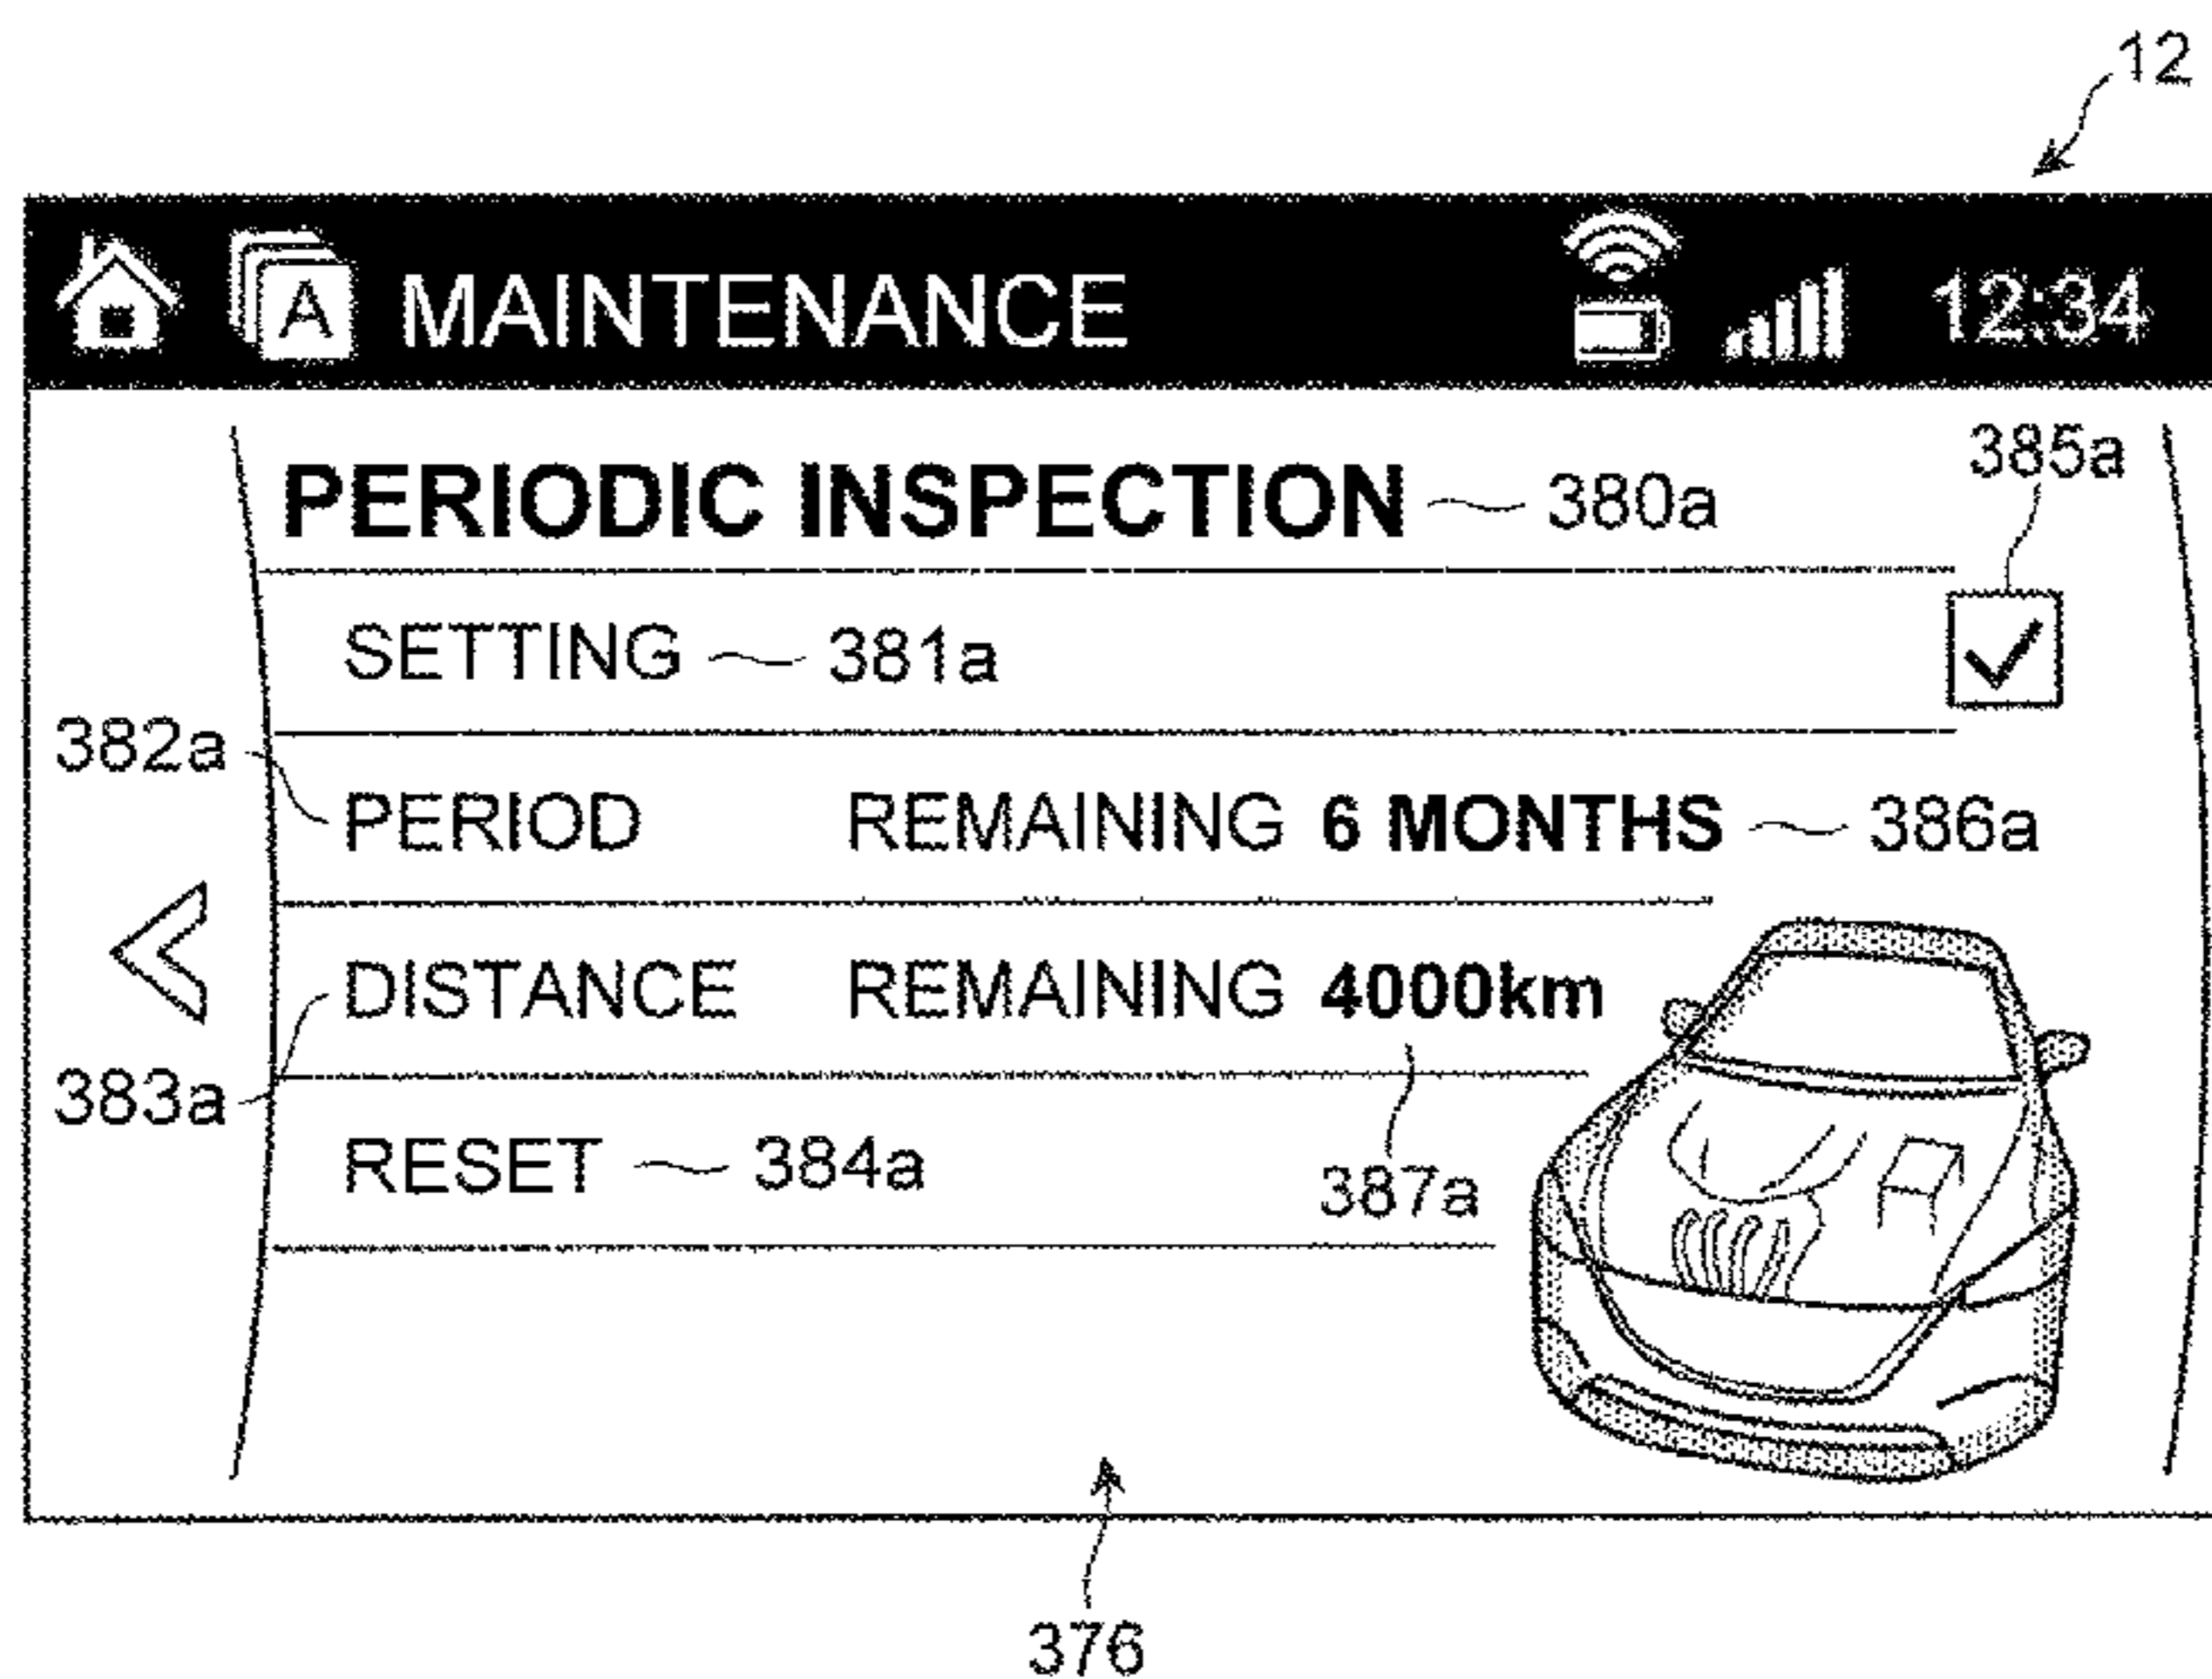 12
A MAINTENANCE 12:34
385a
PERIODIC INSPECTION 380a
SETTING 381a
382a
PERIOD REMAINING 6 MONTHS 386a
DISTANCE REMAINING 4000km
383a
RESET 384a 387a
376